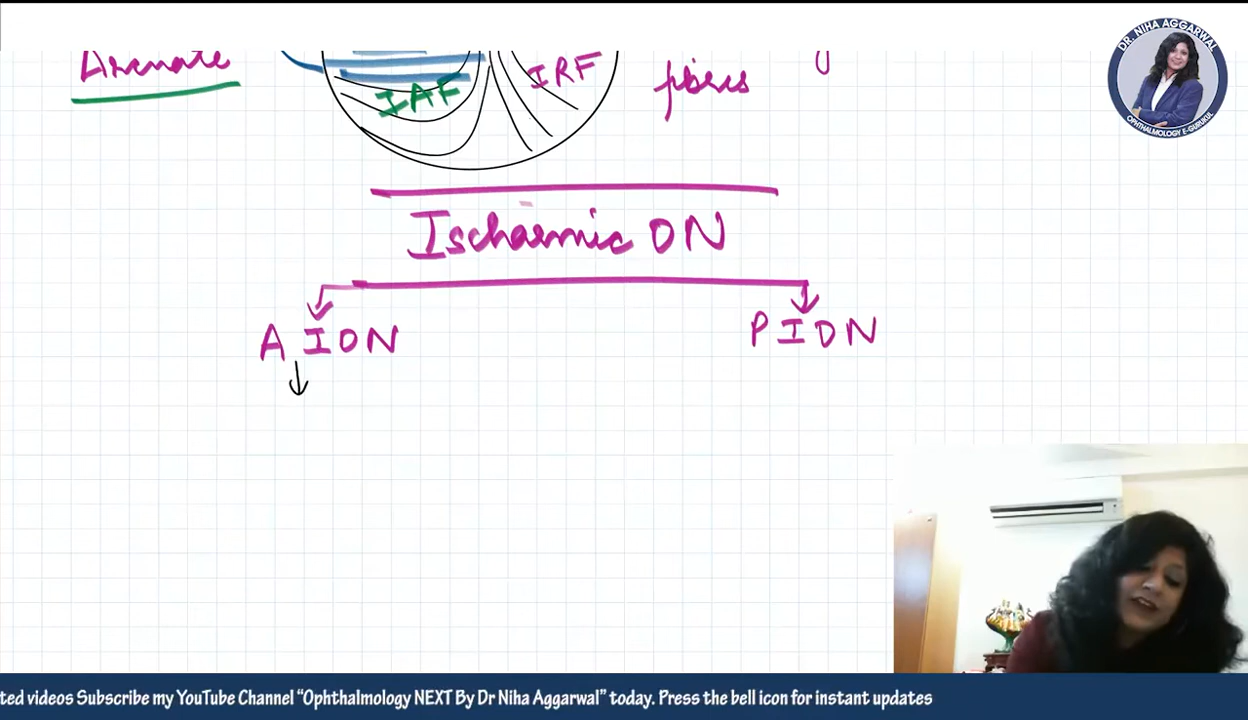 Arcuate
IAF
IRF
fibres
Ischaemic ON
AION
PION
DR. NIHA AGGARWAL
OPHTHALMOLOGY E-GURUKUL
ted videos Subscribe my YouTube Channel “Ophthalmology NEXT By Dr Niha Aggarwal” today. Press the bell icon for instant updates